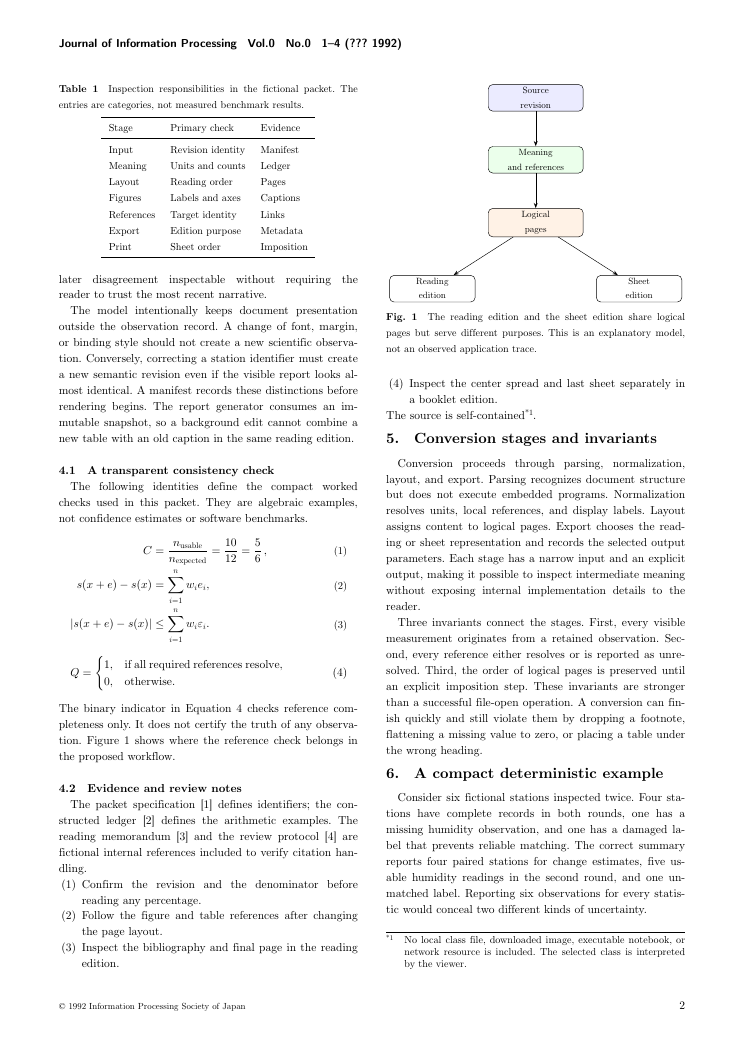 Journal of Information Processing Vol.0 No.0 1–4 (??? 1992)
Table 1 Inspection responsibilities in the fictional packet. The
entries are categories, not measured benchmark results.
Stage Primary check Evidence
Input Revision identity Manifest
Meaning Units and counts Ledger
Layout Reading order Pages
Figures Labels and axes Captions
References Target identity Links
Export Edition purpose Metadata
Print Sheet order Imposition
later disagreement inspectable without requiring the
reader to trust the most recent narrative.
The model intentionally keeps document presentation
outside the observation record. A change of font, margin,
or binding style should not create a new scientific observa-
tion. Conversely, correcting a station identifier must create
a new semantic revision even if the visible report looks al-
most identical. A manifest records these distinctions before
rendering begins. The report generator consumes an im-
mutable snapshot, so a background edit cannot combine a
new table with an old caption in the same reading edition.
4.1 A transparent consistency check
The following identities define the compact worked
checks used in this packet. They are algebraic examples,
not confidence estimates or software benchmarks.
C = n_usable / n_expected = 10/12 = 5/6 , (1)
s(x + e) − s(x) = ∑_{i=1}^{n} w_i e_i, (2)
|s(x + e) − s(x)| ≤ ∑_{i=1}^{n} w_i ε_i. (3)
Q = { 1, if all required references resolve,
0, otherwise. (4)
The binary indicator in Equation 4 checks reference com-
pleteness only. It does not certify the truth of any observa-
tion. Figure 1 shows where the reference check belongs in
the proposed workflow.
4.2 Evidence and review notes
The packet specification [1] defines identifiers; the con-
structed ledger [2] defines the arithmetic examples. The
reading memorandum [3] and the review protocol [4] are
fictional internal references included to verify citation han-
dling.
(1) Confirm the revision and the denominator before
reading any percentage.
(2) Follow the figure and table references after changing
the page layout.
(3) Inspect the bibliography and final page in the reading
edition.
Source
revision
Meaning
and references
Logical
pages
Reading
edition
Sheet
edition
Fig. 1 The reading edition and the sheet edition share logical
pages but serve different purposes. This is an explanatory model,
not an observed application trace.
(4) Inspect the center spread and last sheet separately in
a booklet edition.
The source is self-contained*1.
5. Conversion stages and invariants
Conversion proceeds through parsing, normalization,
layout, and export. Parsing recognizes document structure
but does not execute embedded programs. Normalization
resolves units, local references, and display labels. Layout
assigns content to logical pages. Export chooses the read-
ing or sheet representation and records the selected output
parameters. Each stage has a narrow input and an explicit
output, making it possible to inspect intermediate meaning
without exposing internal implementation details to the
reader.
Three invariants connect the stages. First, every visible
measurement originates from a retained observation. Sec-
ond, every reference either resolves or is reported as unre-
solved. Third, the order of logical pages is preserved until
an explicit imposition step. These invariants are stronger
than a successful file-open operation. A conversion can fin-
ish quickly and still violate them by dropping a footnote,
flattening a missing value to zero, or placing a table under
the wrong heading.
6. A compact deterministic example
Consider six fictional stations inspected twice. Four sta-
tions have complete records in both rounds, one has a
missing humidity observation, and one has a damaged la-
bel that prevents reliable matching. The correct summary
reports four paired stations for change estimates, five us-
able humidity readings in the second round, and one un-
matched label. Reporting six observations for every statis-
tic would conceal two different kinds of uncertainty.
*1 No local class file, downloaded image, executable notebook, or
network resource is included. The selected class is interpreted
by the viewer.
© 1992 Information Processing Society of Japan 2